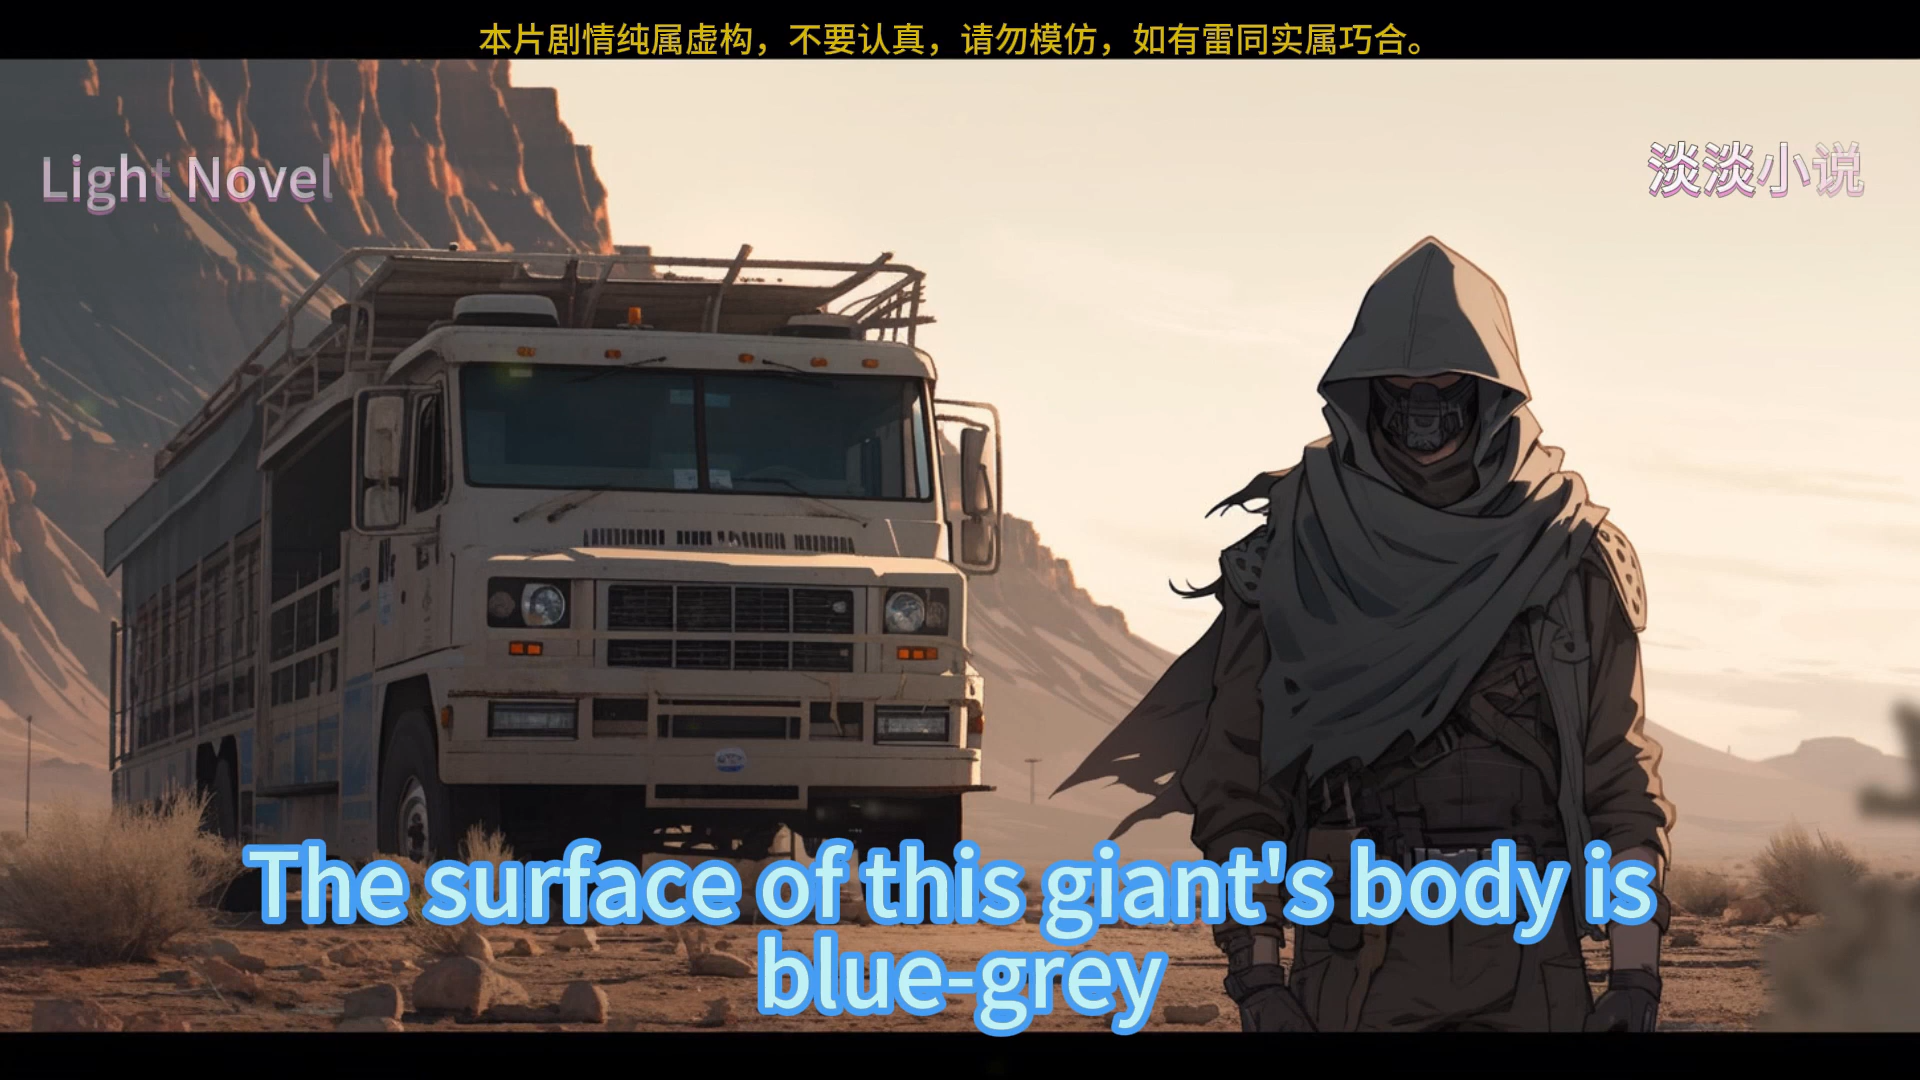 本片剧情纯属虚构，不要认真，请勿模仿，如有雷同实属巧合。
Light Novel
淡淡小说
The surface of this giant's body is
blue-grey